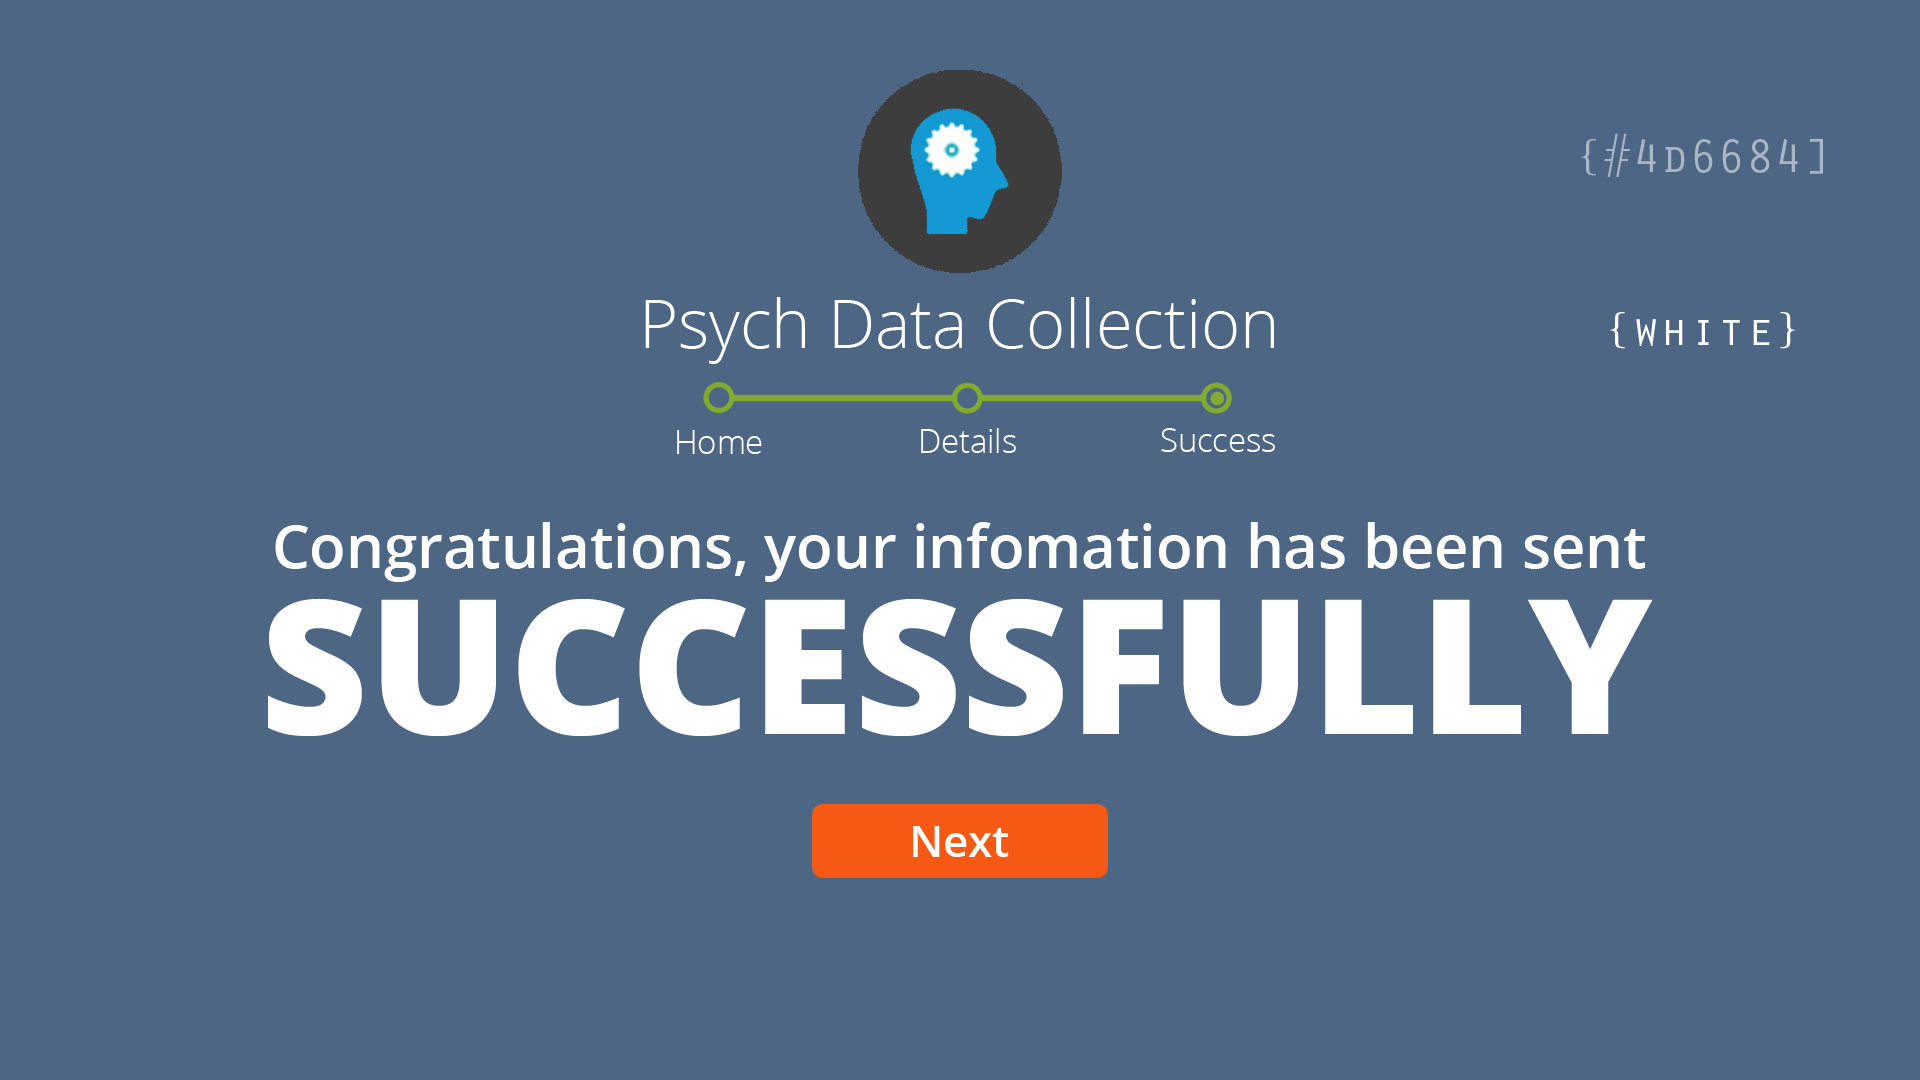 {#4D6684]
Psych Data Collection
{WHITE}
Home Details Success
Congratulations, your infomation has been sent
SUCCESSFULLY
Next